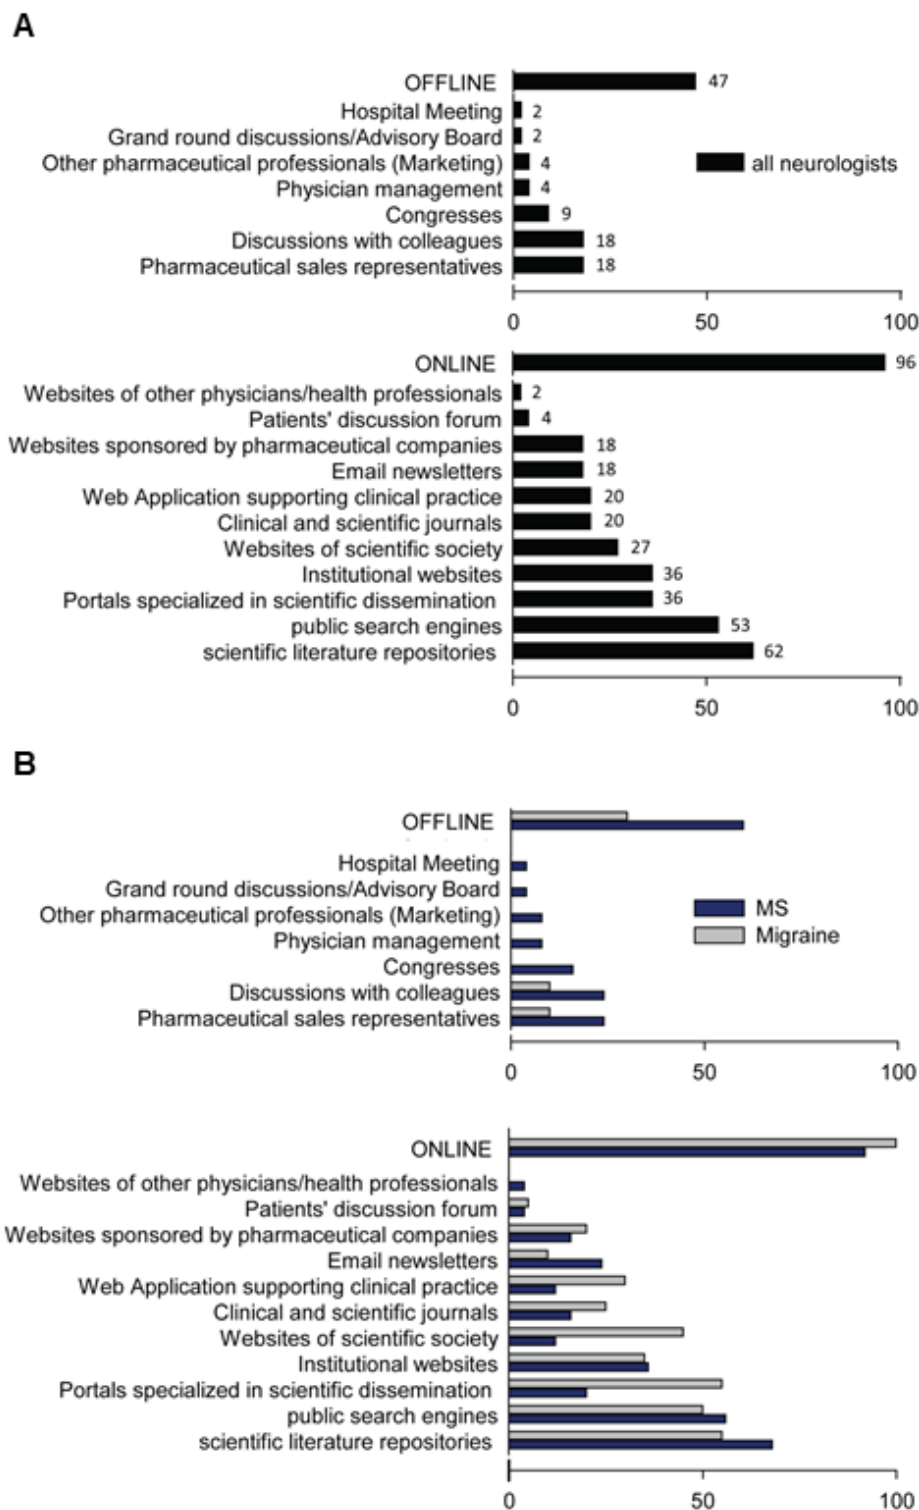 A
OFFLINE 47
Hospital Meeting 2
Grand round discussions/Advisory Board 2
Other pharmaceutical professionals (Marketing) 4 all neurologists
Physician management 4
Congresses 9
Discussions with colleagues 18
Pharmaceutical sales representatives 18
0 50 100
ONLINE 96
Websites of other physicians/health professionals 2
Patients' discussion forum 4
Websites sponsored by pharmaceutical companies 18
Email newsletters 18
Web Application supporting clinical practice 20
Clinical and scientific journals 20
Websites of scientific society 27
Institutional websites 36
Portals specialized in scientific dissemination 36
public search engines 53
scientific literature repositories 62
0 50 100
B
OFFLINE
Hospital Meeting
Grand round discussions/Advisory Board MS
Other pharmaceutical professionals (Marketing)
Physician management Migraine
Congresses
Discussions with colleagues
Pharmaceutical sales representatives
0 50 100
ONLINE
Websites of other physicians/health professionals
Patients' discussion forum
Websites sponsored by pharmaceutical companies
Email newsletters
Web Application supporting clinical practice
Clinical and scientific journals
Websites of scientific society
Institutional websites
Portals specialized in scientific dissemination
public search engines
scientific literature repositories
0 50 100